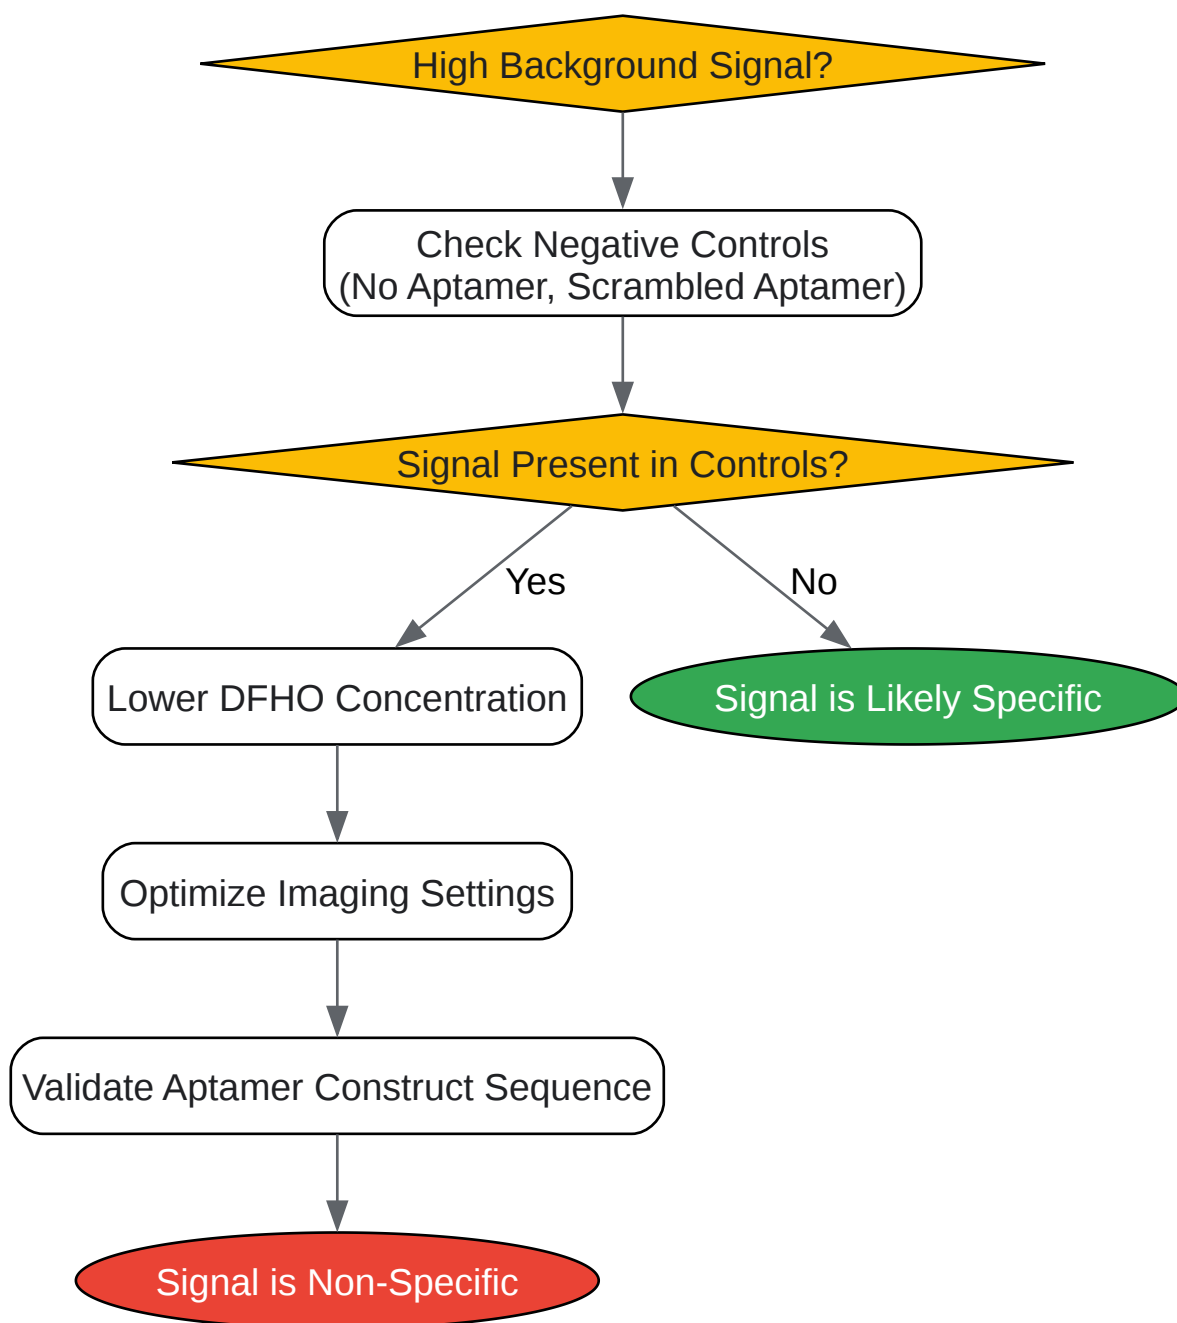 High Background Signal?
Check Negative Controls
(No Aptamer, Scrambled Aptamer)
Signal Present in Controls?
Yes
No
Lower DFHO Concentration
Signal is Likely Specific
Optimize Imaging Settings
Validate Aptamer Construct Sequence
Signal is Non-Specific